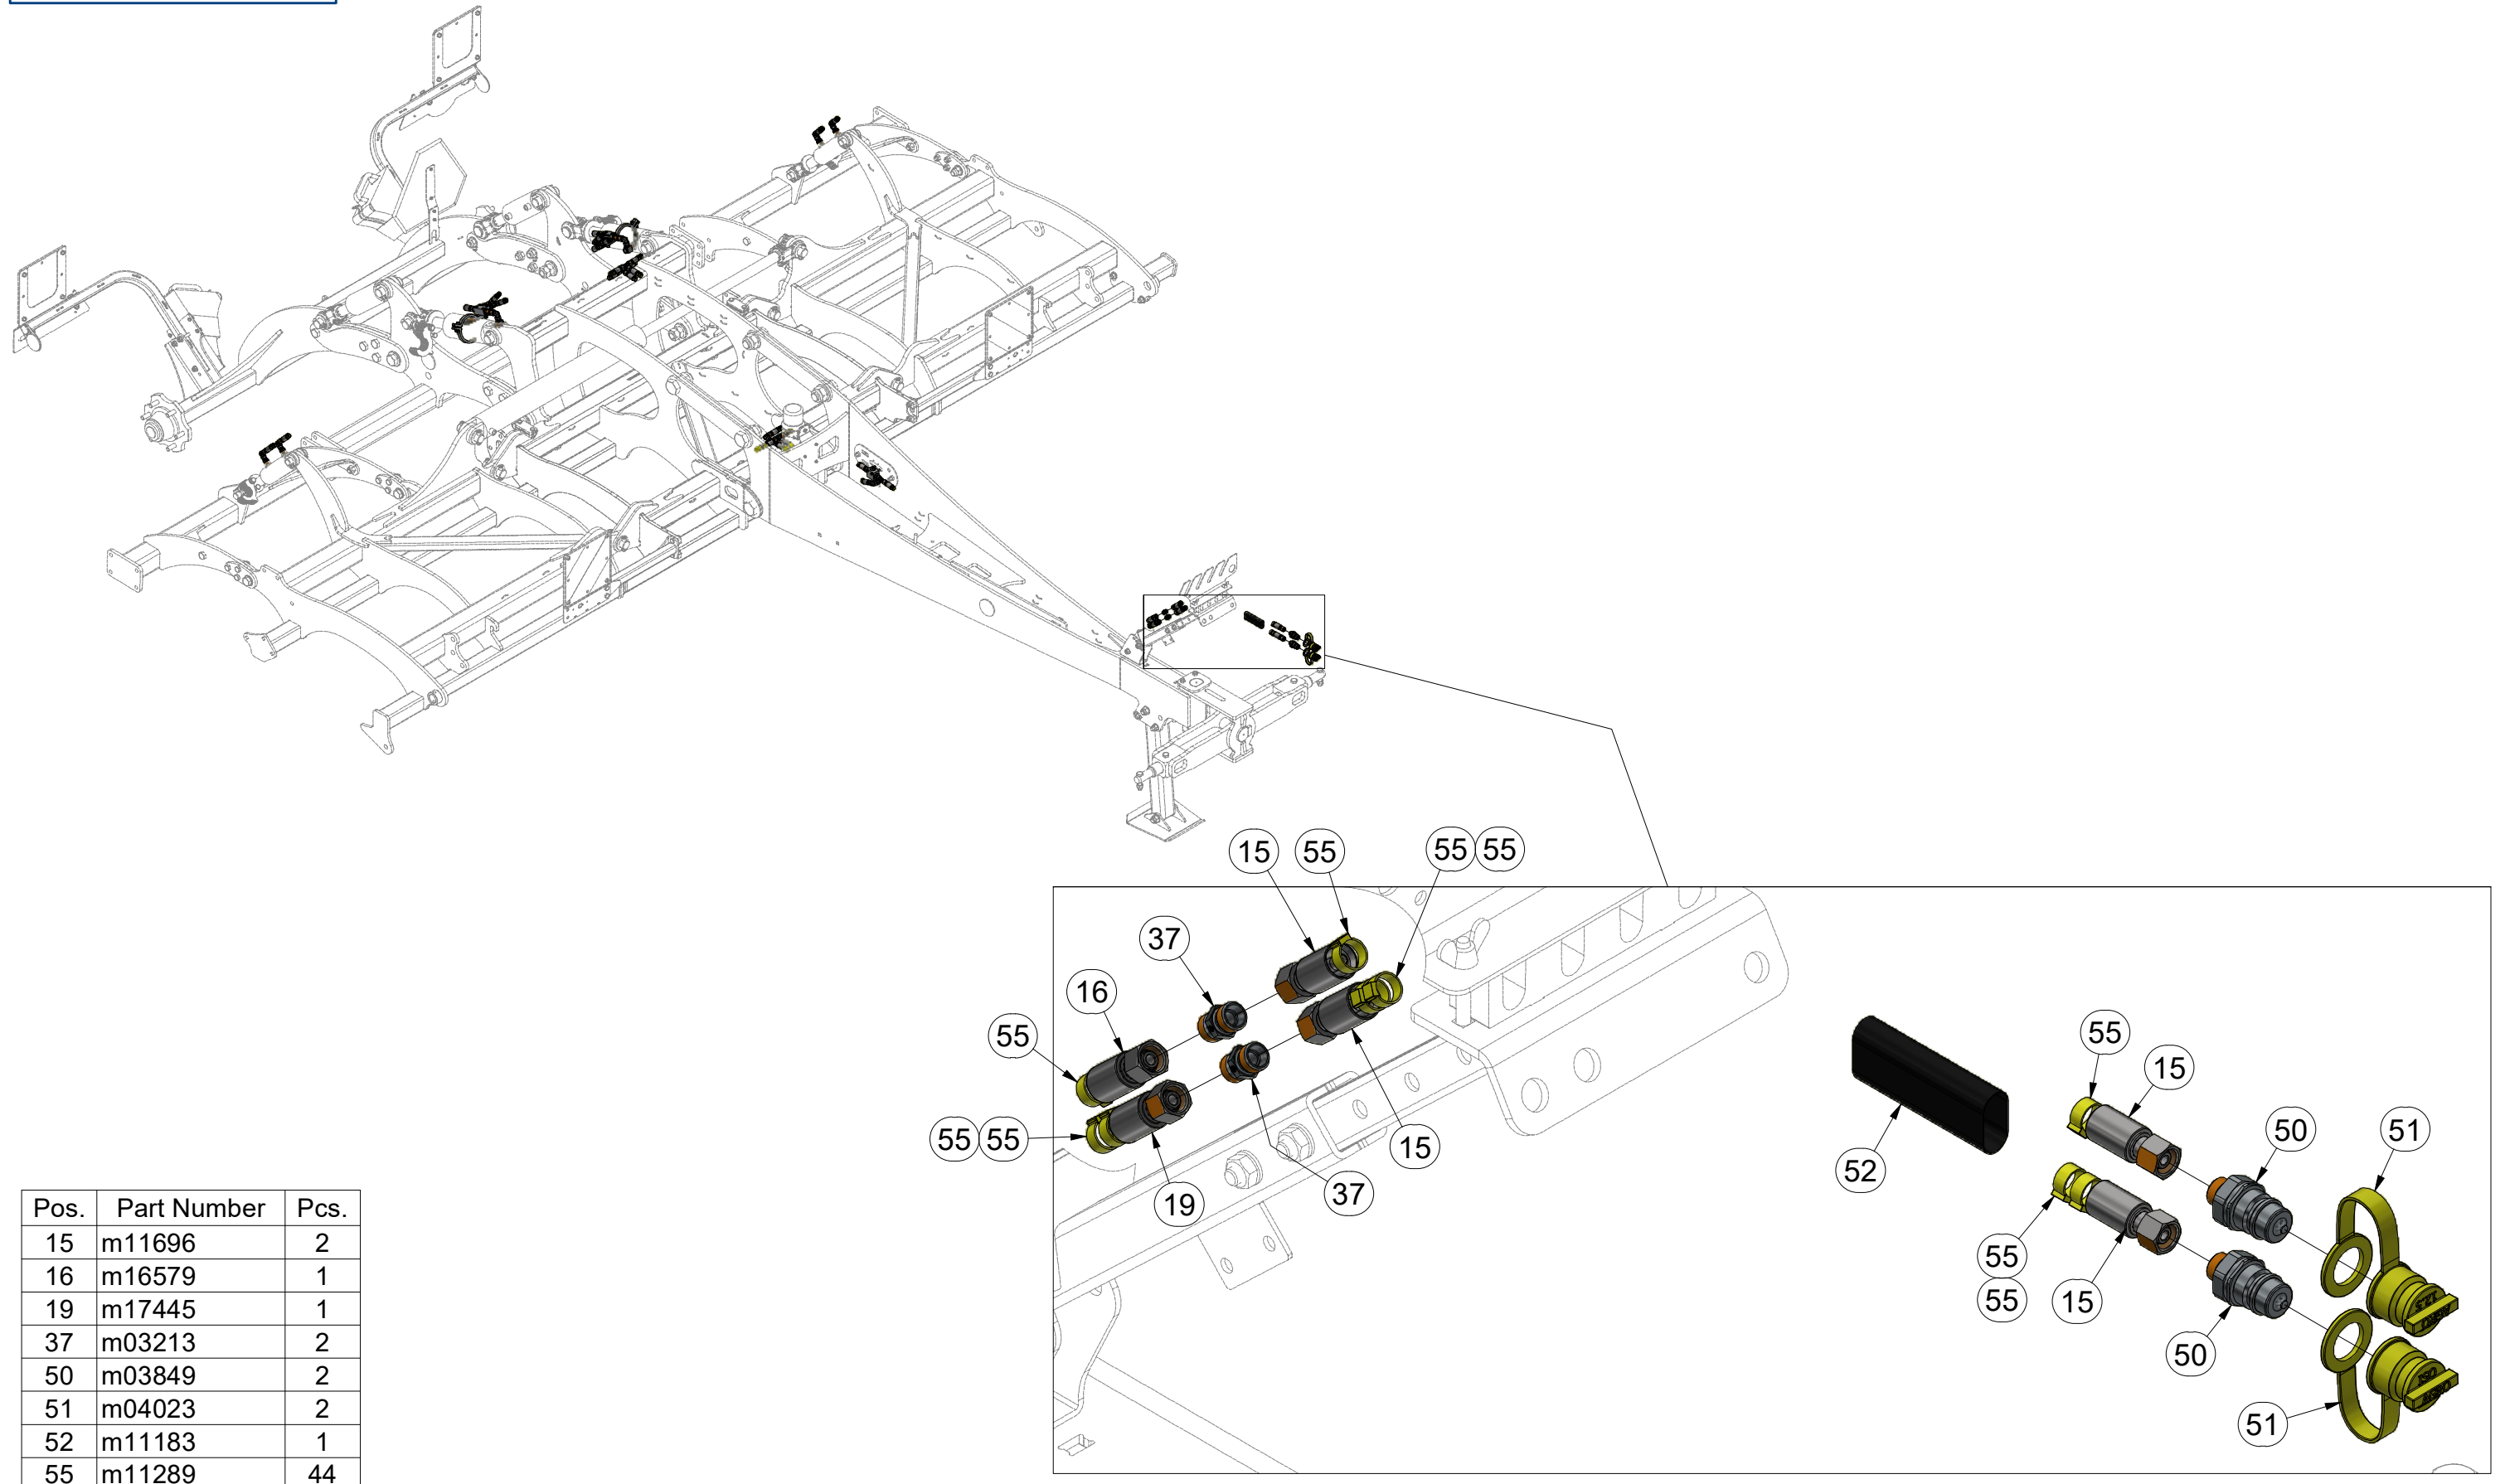 15 55 55 55
37
16
55
55 15
55 55 15 50 51
52
19 37
55
55 15
50
51
Pos. Part Number Pcs.
15 m11696 2
16 m16579 1
19 m17445 1
37 m03213 2
50 m03849 2
51 m04023 2
52 m11183 1
55 m11289 44